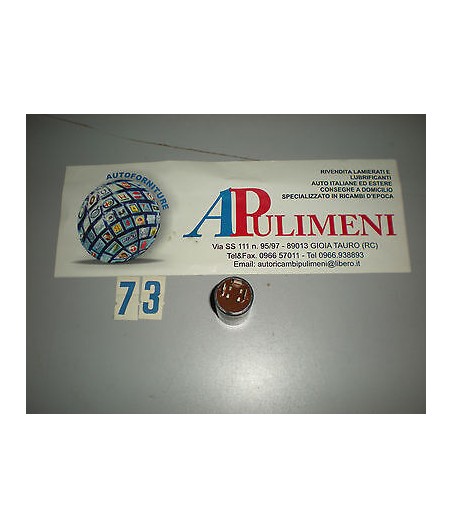 AUTOFORNITURE
RIVENDITA LAMIERATI E
LUBRIFICANTI
AUTO ITALIANE ED ESTERE
CONSEGNE A DOMICILIO
SPECIALIZZATO IN RICAMBI D'EPOCA
APULIMENI
Via SS 111 n. 95/97 - 89013 GIOIA TAURO (RC)
Tel&Fax. 0966 57011 - Tel 0966.938893
Email: autoricambipulimeni@libero.it
73